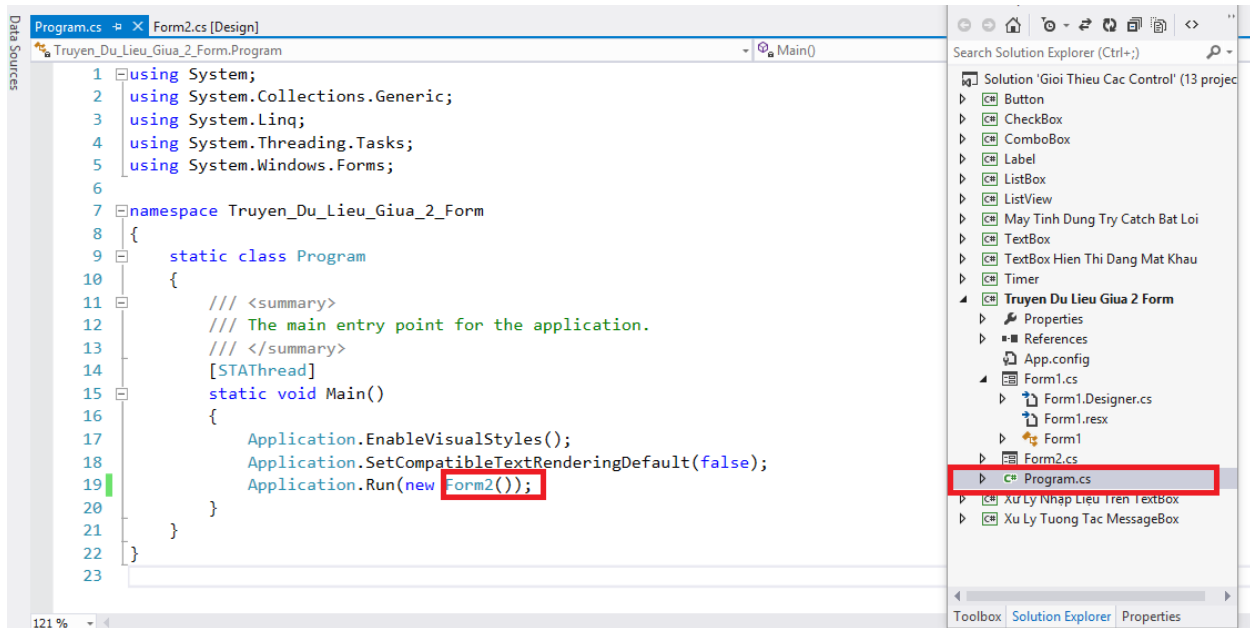 Data Sources
Program.cs Form2.cs [Design]
Truyen_Du_Lieu_Giua_2_Form.Program Main()
1 using System;
2 using System.Collections.Generic;
3 using System.Linq;
4 using System.Threading.Tasks;
5 using System.Windows.Forms;
6
7 namespace Truyen_Du_Lieu_Giua_2_Form
8 {
9 static class Program
10 {
11 /// <summary>
12 /// The main entry point for the application.
13 /// </summary>
14 [STAThread]
15 static void Main()
16 {
17 Application.EnableVisualStyles();
18 Application.SetCompatibleTextRenderingDefault(false);
19 Application.Run(new Form2());
20 }
21 }
22 }
23
121 %
Search Solution Explorer (Ctrl+;)
Solution 'Gioi Thieu Cac Control' (13 projec
C# Button
C# CheckBox
C# ComboBox
C# Label
C# ListBox
C# ListView
C# May Tinh Dung Try Catch Bat Loi
C# TextBox
C# TextBox Hien Thi Dang Mat Khau
C# Timer
C# Truyen Du Lieu Giua 2 Form
Properties
References
App.config
Form1.cs
Form1.Designer.cs
Form1.resx
Form1
Form2.cs
C# Program.cs
C# Xu Ly Nhap Lieu Tren TextBox
C# Xu Ly Tuong Tac MessageBox
Toolbox Solution Explorer Properties